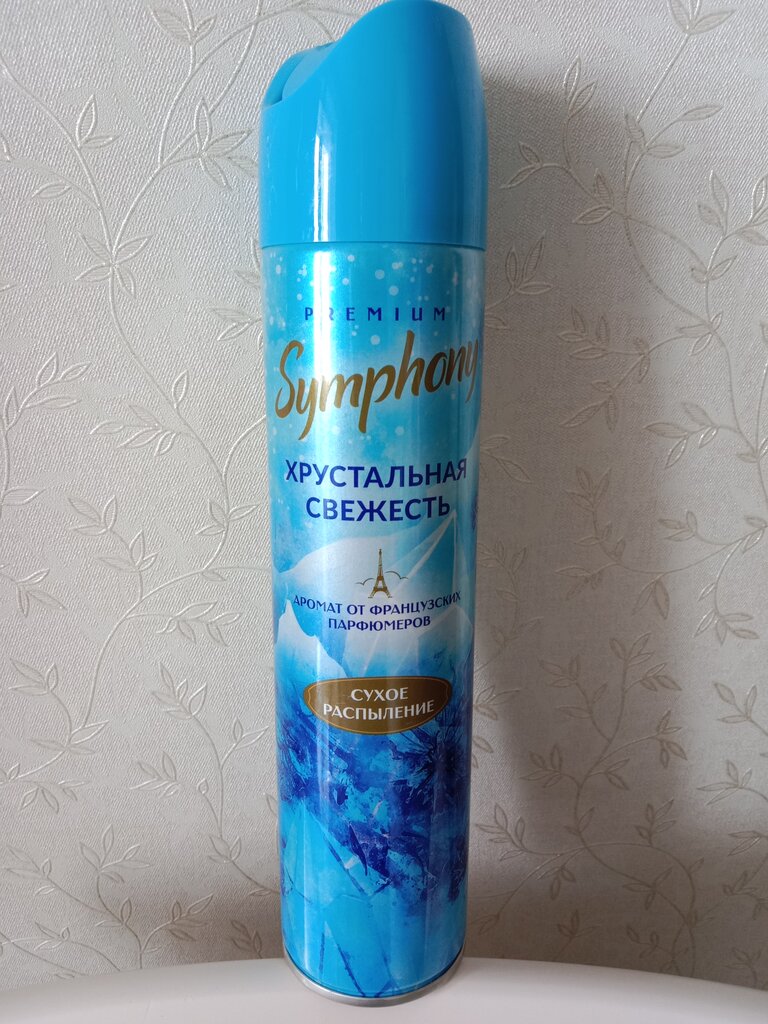 PREMIUM
Symphony
ХРУСТАЛЬНАЯ
СВЕЖЕСТЬ
АРОМАТ ОТ ФРАНЦУЗСКИХ
ПАРФЮМЕРОВ
СУХОЕ
РАСПЫЛЕНИЕ